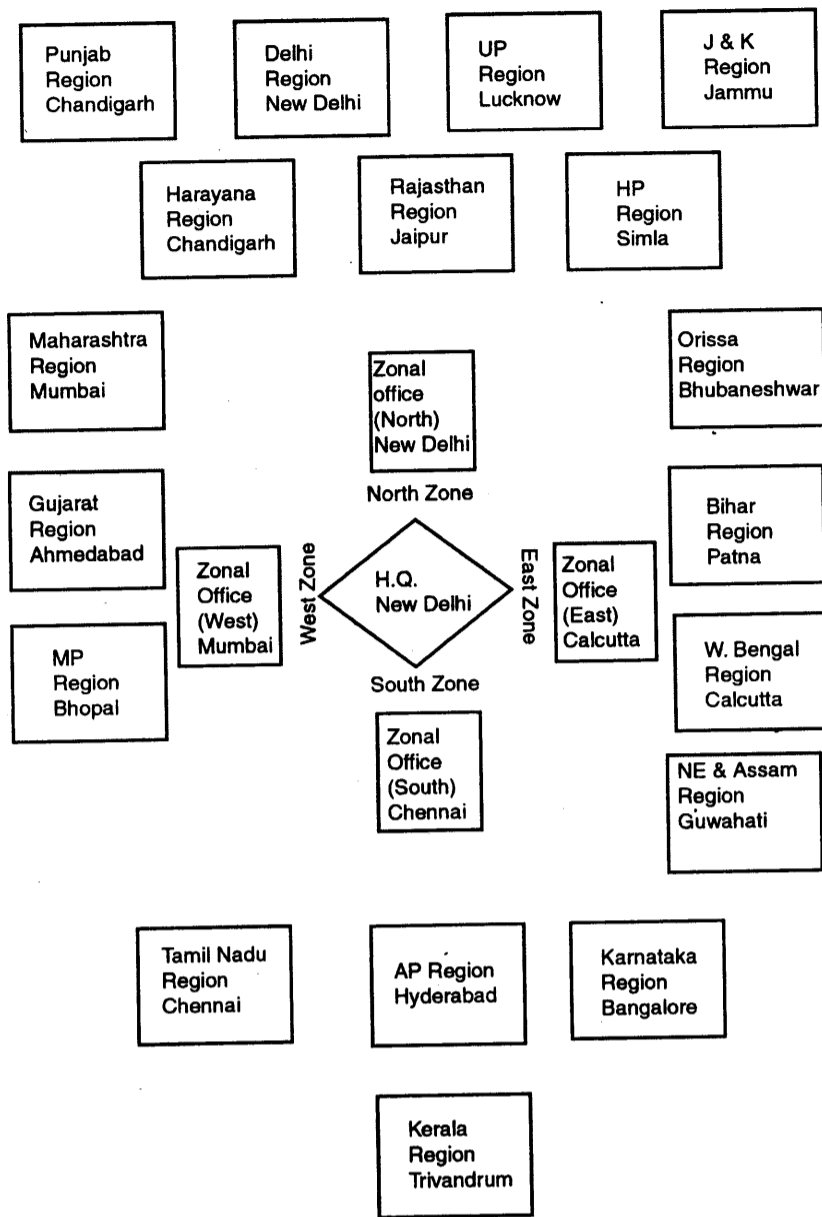 Punjab
Region
Chandigarh
Delhi
Region
New Delhi
UP
Region
Lucknow
J & K
Region
Jammu
Harayana
Region
Chandigarh
Rajasthan
Region
Jaipur
HP
Region
Simla
Maharashtra
Region
Mumbai
Zonal
office
(North)
New Delhi
Orissa
Region
Bhubaneshwar
North Zone
Gujarat
Region
Ahmedabad
Zonal
Office
(West)
Mumbai
West Zone
H.Q.
New Delhi
East Zone
Zonal
Office
(East)
Calcutta
Bihar
Region
Patna
MP
Region
Bhopal
South Zone
W. Bengal
Region
Calcutta
Zonal
Office
(South)
Chennai
NE & Assam
Region
Guwahati
Tamil Nadu
Region
Chennai
AP Region
Hyderabad
Karnataka
Region
Bangalore
Kerala
Region
Trivandrum